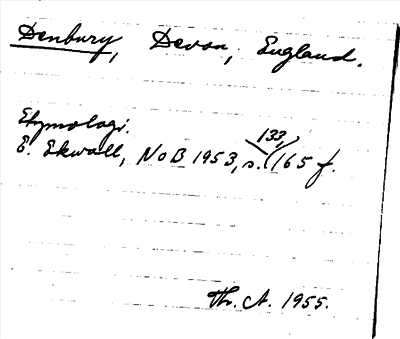 Denbury, Devon, England.
Etymologi.
E. Ekwall, NoB 1953, s. (133,) 165 f.
Th. A. 1955.